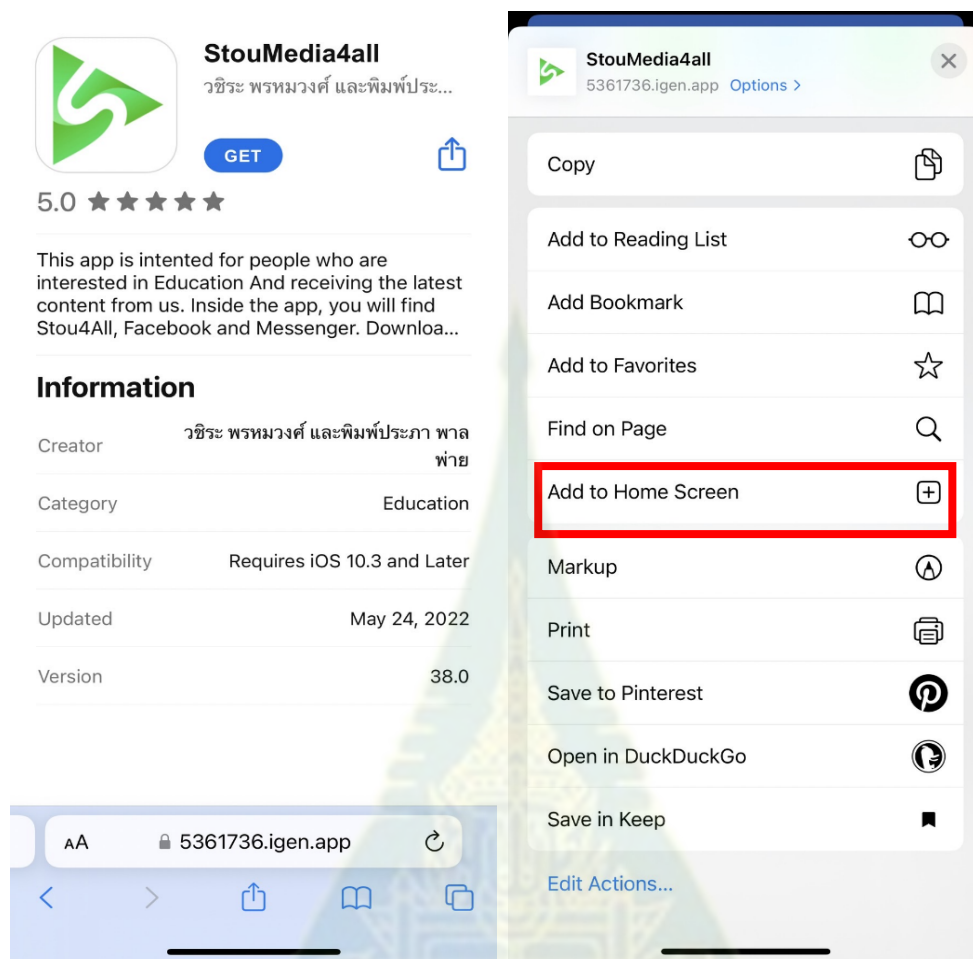 StouMedia4all
วชิระ พรหมวงศ์ และพิมพ์ประ...
GET
5.0
This app is intented for people who are
interested in Education And receiving the latest
content from us. Inside the app, you will find
Stou4All, Facebook and Messenger. Downloa...
Information
Creator
วชิระ พรหมวงศ์ และพิมพ์ประภา พาล
พ่าย
Category Education
Compatibility Requires iOS 10.3 and Later
Updated May 24, 2022
Version 38.0
AA 5361736.igen.app
StouMedia4all
5361736.igen.app Options >
Copy
Add to Reading List
Add Bookmark
Add to Favorites
Find on Page
Add to Home Screen
Markup
Print
Save to Pinterest
Open in DuckDuckGo
Save in Keep
Edit Actions...